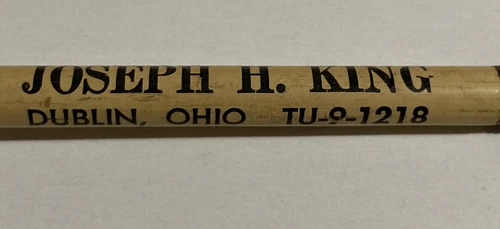 JOSEPH H. KING
DUBLIN, OHIO TU-9-1218